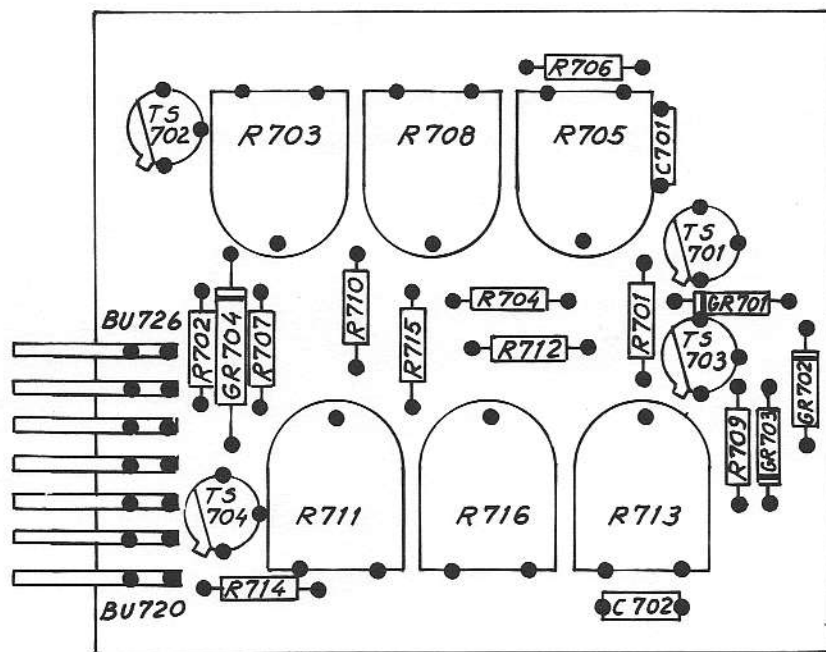 R706
TS
702
R703
R708
R705
C701
TS
701
BU726
R702
GR704
R707
R710
R715
R704
R712
R701
GR701
TS
703
GR702
R709
GR703
TS
704
R711
R716
R713
R714
BU720
C702